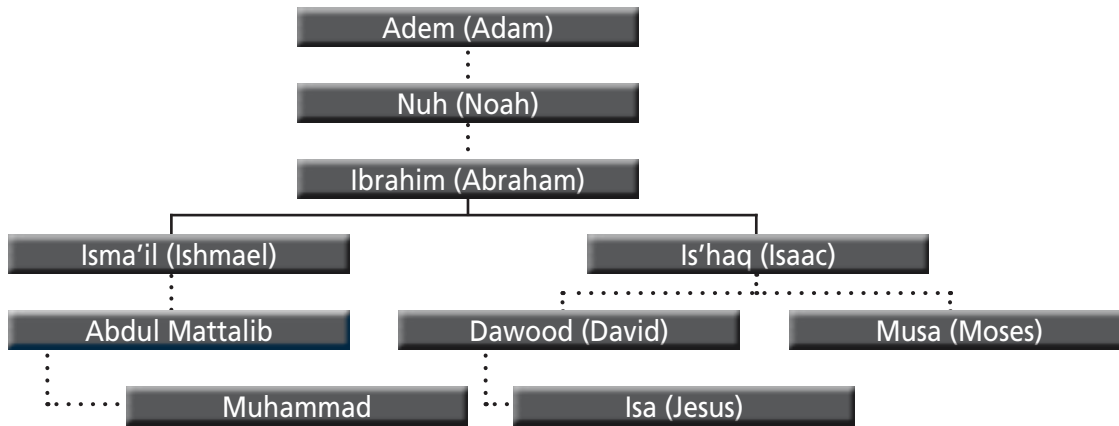 Adem (Adam)
Nuh (Noah)
Ibrahim (Abraham)
Isma’il (Ishmael)
Is’haq (Isaac)
Abdul Mattalib
Dawood (David)
Musa (Moses)
Muhammad
Isa (Jesus)